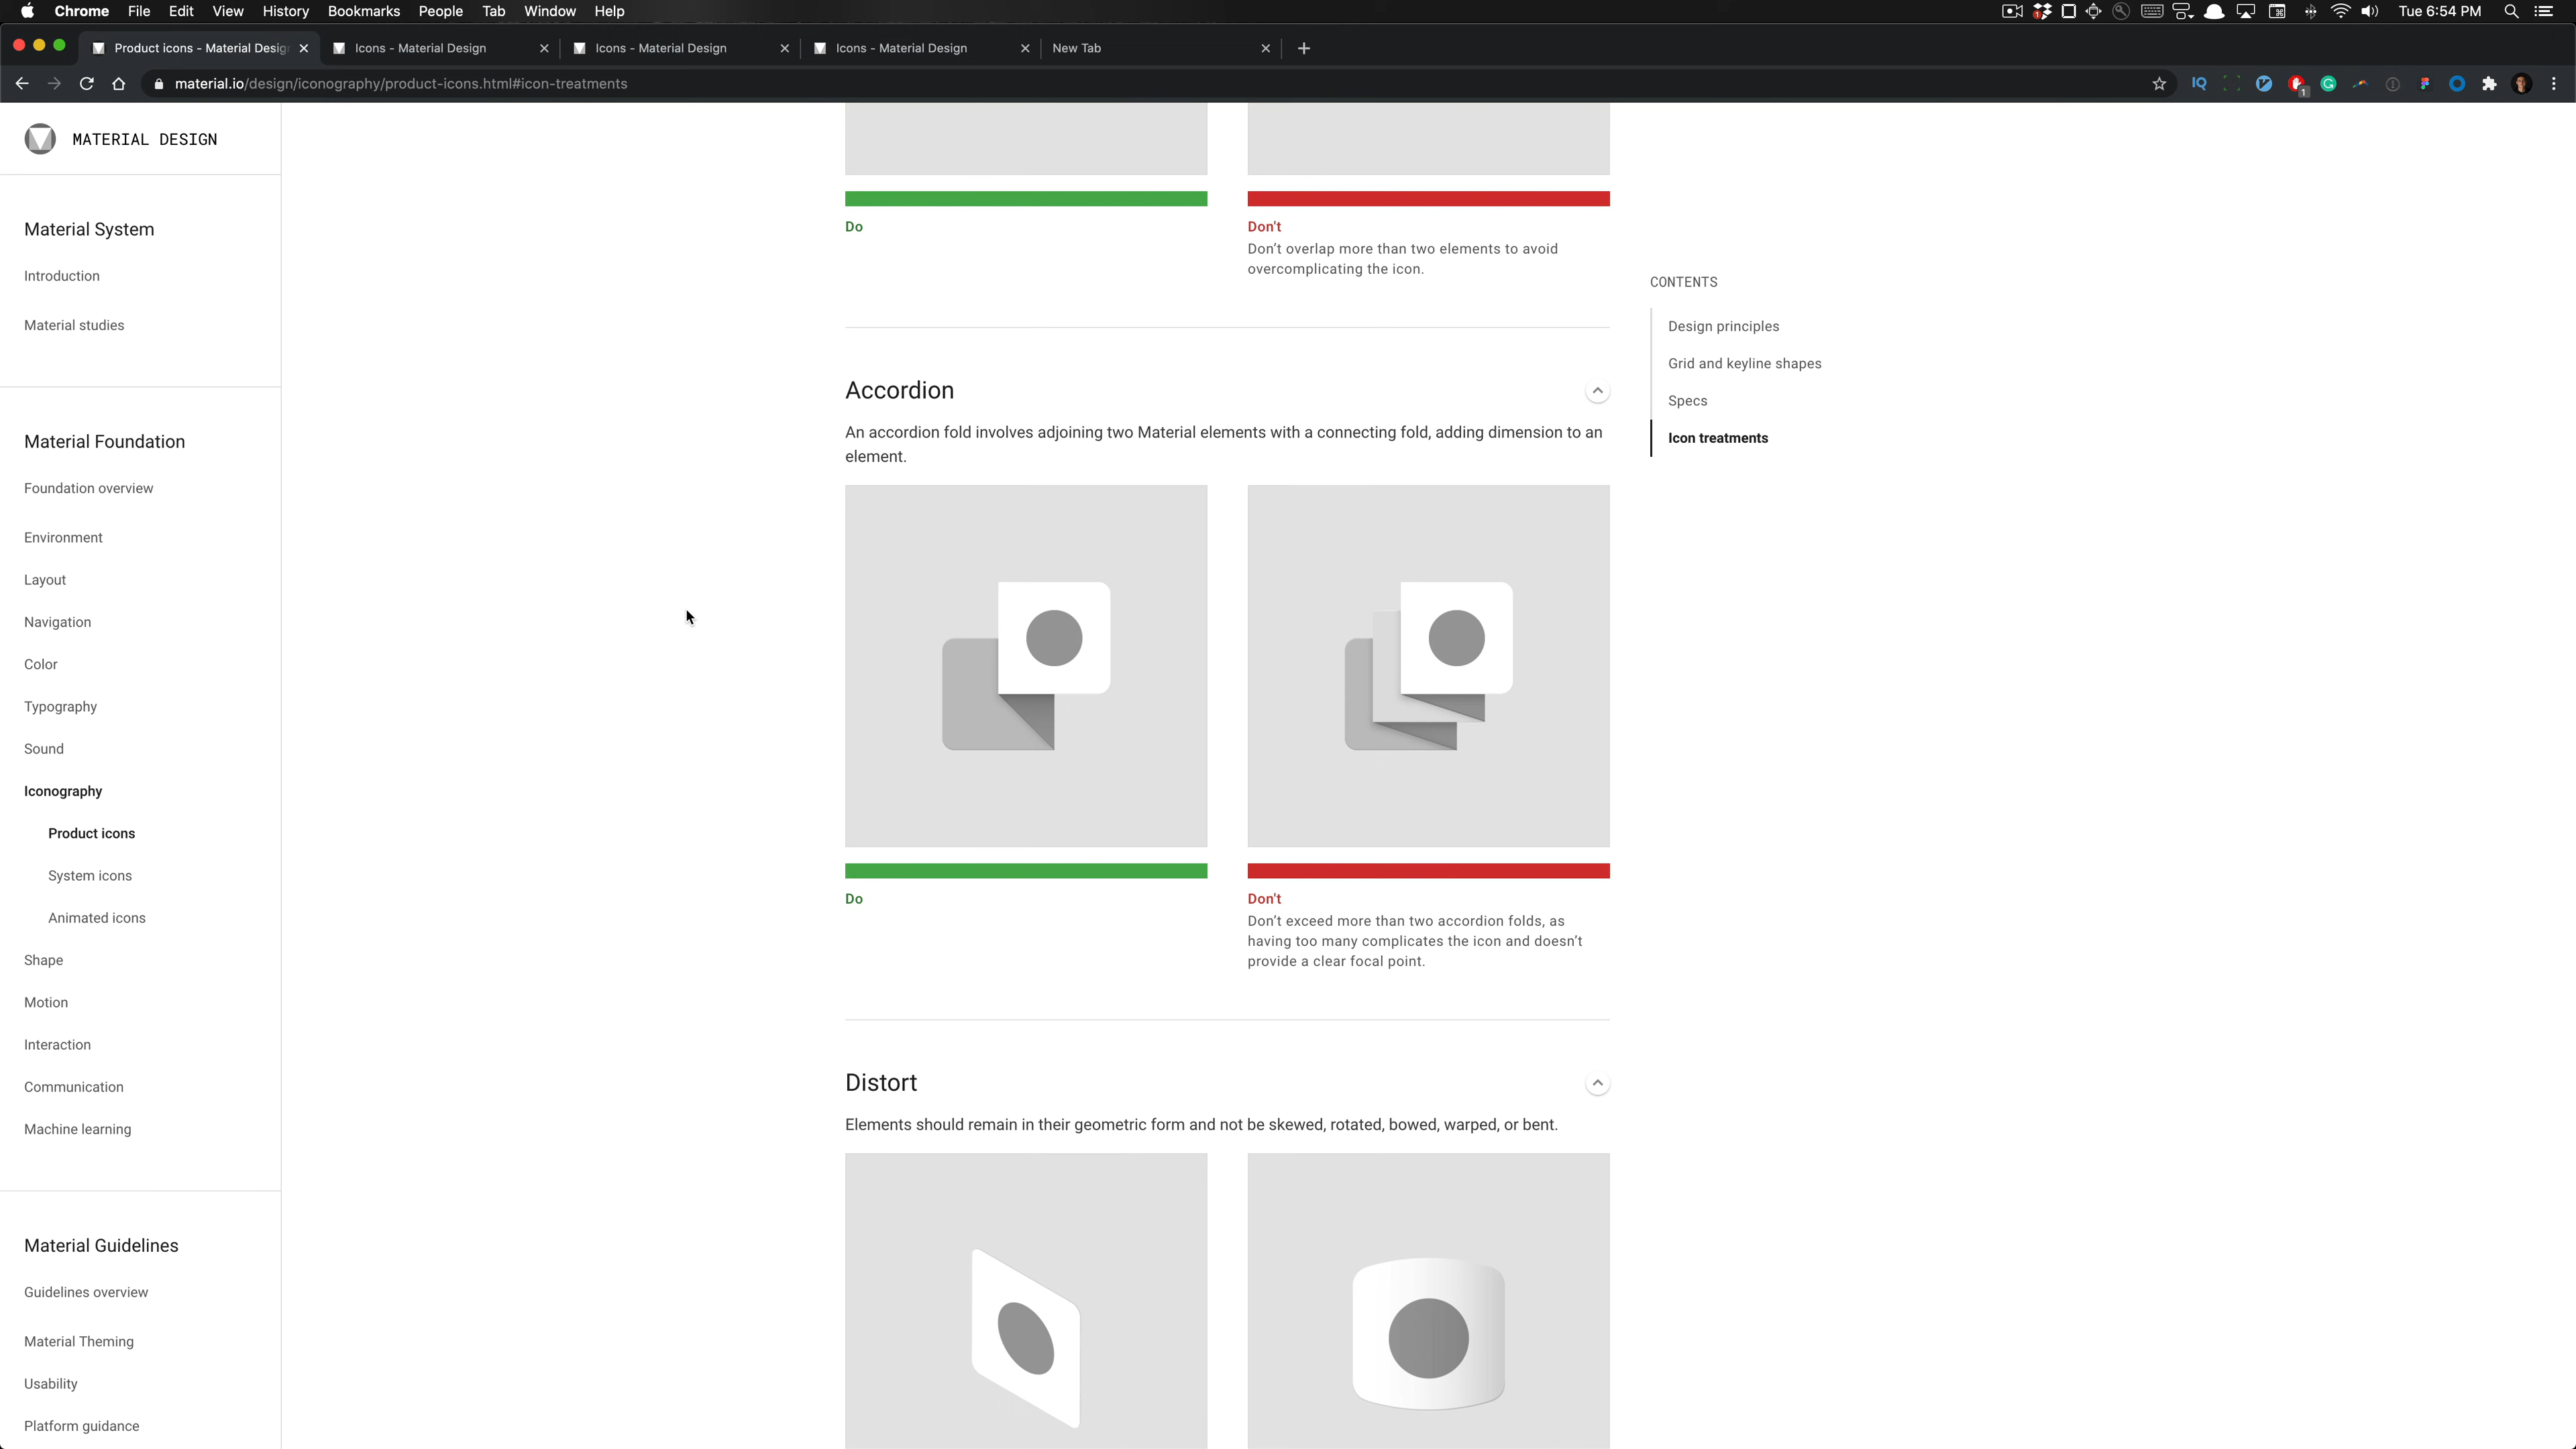 Chrome File Edit View History Bookmarks People Tab Window Help
Tue 6:54 PM
Product icons - Material Desig
Icons - Material Design
Icons - Material Design
Icons - Material Design
New Tab
material.io/design/iconography/product-icons.html#icon-treatments
MATERIAL DESIGN
Material System
Introduction
Material studies
Material Foundation
Foundation overview
Environment
Layout
Navigation
Color
Typography
Sound
Iconography
Product icons
System icons
Animated icons
Shape
Motion
Interaction
Communication
Machine learning
Material Guidelines
Guidelines overview
Material Theming
Usability
Platform guidance
Do
Don't
Don’t overlap more than two elements to avoid
overcomplicating the icon.
Accordion
An accordion fold involves adjoining two Material elements with a connecting fold, adding dimension to an
element.
Do
Don't
Don’t exceed more than two accordion folds, as
having too many complicates the icon and doesn’t
provide a clear focal point.
Distort
Elements should remain in their geometric form and not be skewed, rotated, bowed, warped, or bent.
CONTENTS
Design principles
Grid and keyline shapes
Specs
Icon treatments